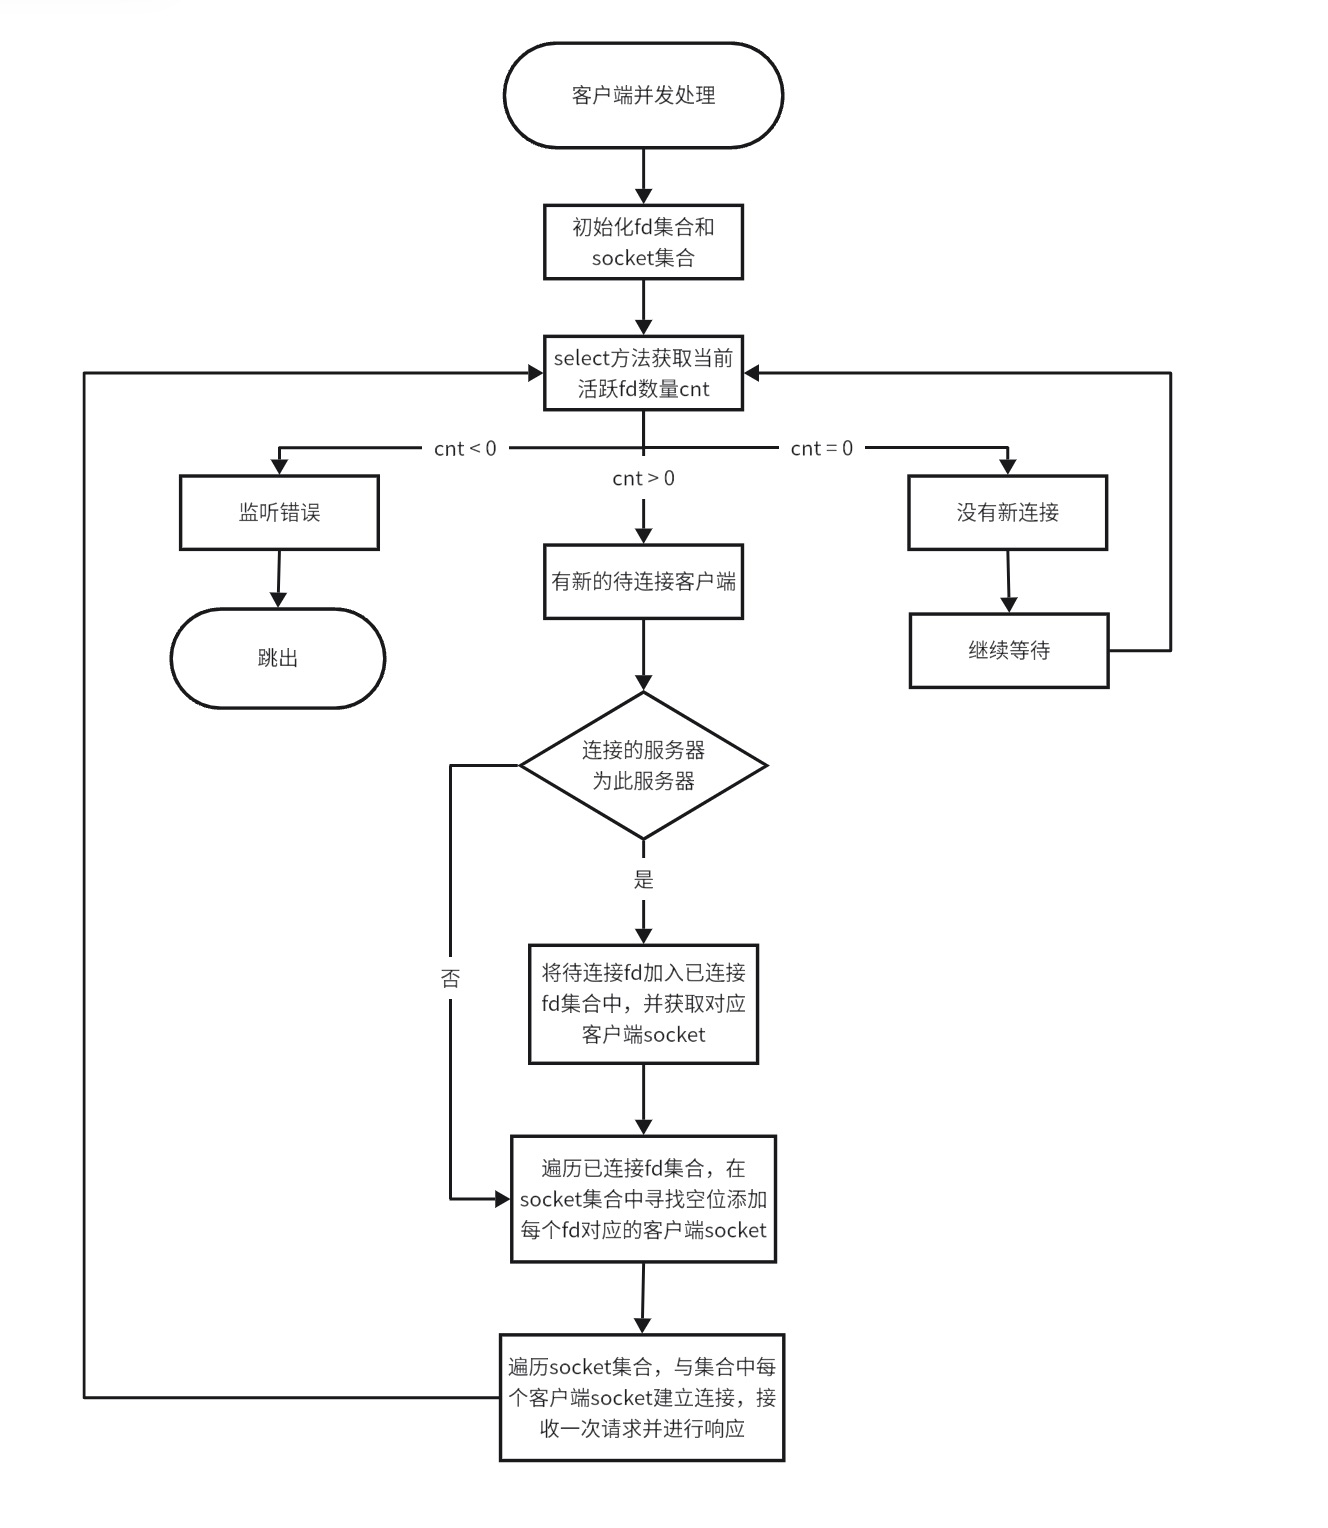 客户端并发处理
初始化fd集合和
socket集合
select方法获取当前
活跃fd数量cnt
cnt < 0
cnt = 0
cnt > 0
监听错误
没有新连接
有新的待连接客户端
跳出
继续等待
连接的服务器
为此服务器
是
否
将待连接fd加入已连接
fd集合中，并获取对应
客户端socket
遍历已连接fd集合，在
socket集合中寻找空位添加
每个fd对应的客户端socket
遍历socket集合，与集合中每
个客户端socket建立连接，接
收一次请求并进行响应